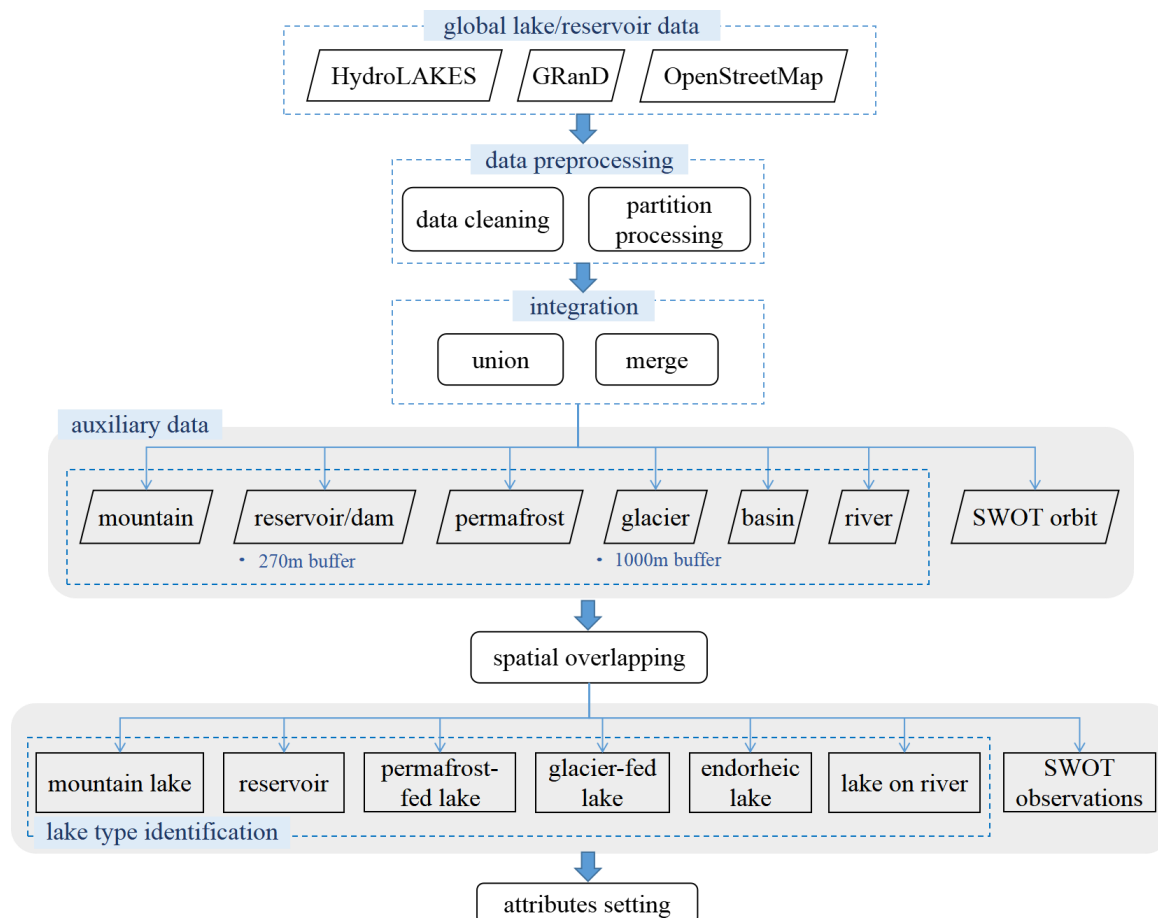 global lake/reservoir data
HydroLAKES
GRanD
OpenStreetMap
data preprocessing
data cleaning
partition
processing
integration
union
merge
auxiliary data
mountain
reservoir/dam
permafrost
glacier
basin
river
SWOT orbit
• 270m buffer
• 1000m buffer
spatial overlapping
mountain lake
reservoir
permafrost-
fed lake
glacier-fed
lake
endorheic
lake
lake on river
SWOT
observations
lake type identification
attributes setting